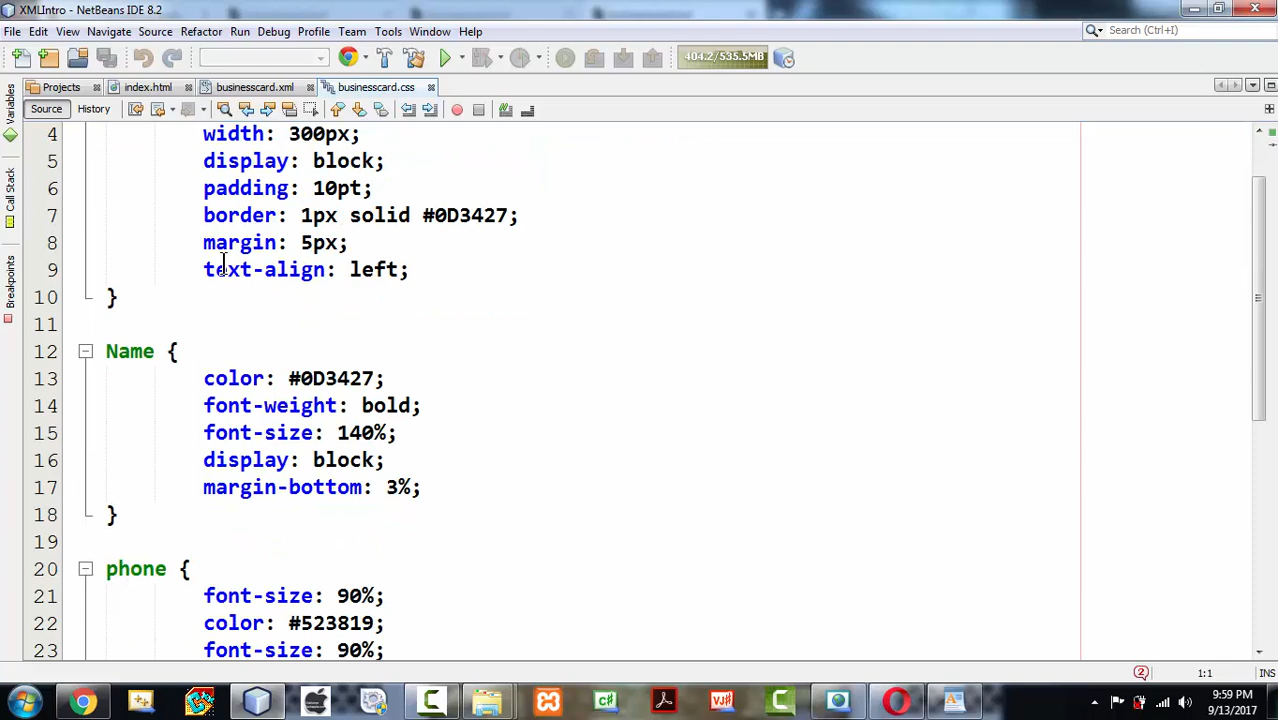 XMLIntro - NetBeans IDE 8.2
File Edit View Navigate Source Refactor Run Debug Profile Team Tools Window Help
Search (Ctrl+I)
404.2/535.5MB
Projects index.html businesscard.xml businesscard.css
Source History
Variables
Call Stack
Breakpoints
4 width: 300px;
5 display: block;
6 padding: 10pt;
7 border: 1px solid #0D3427;
8 margin: 5px;
9 text-align: left;
10 }
11
12 Name {
13 color: #0D3427;
14 font-weight: bold;
15 font-size: 140%;
16 display: block;
17 margin-bottom: 3%;
18 }
19
20 phone {
21 font-size: 90%;
22 color: #523819;
23 font-size: 90%;
2 1:1 INS
9:59 PM
9/13/2017